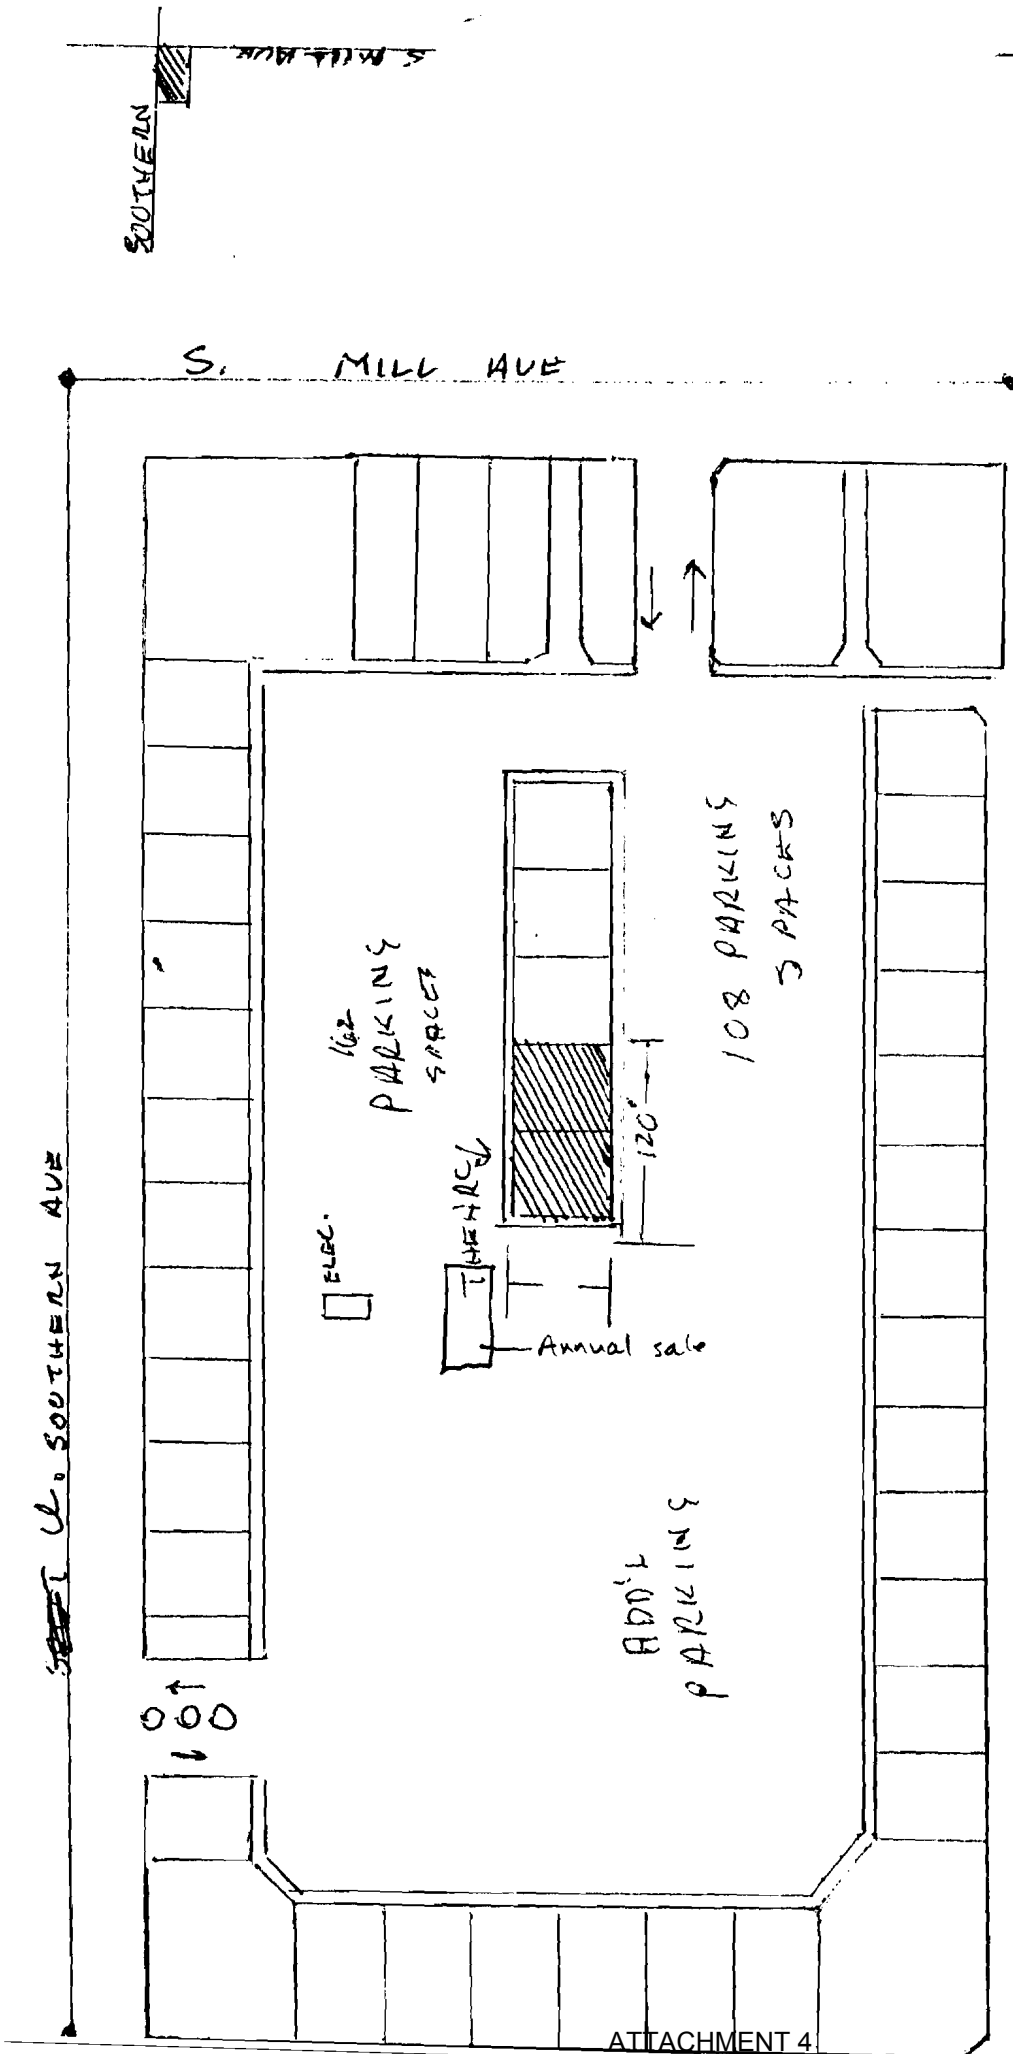 S. MILL AVE
SOUTHERN
S. MILL AVE
W. SOUTHERN AVE
162
PARKING
SPACES
108 PARKING
SPACES
120'
ELEC.
Annual sale
ADD'L
PARKING
ATTACHMENT 4